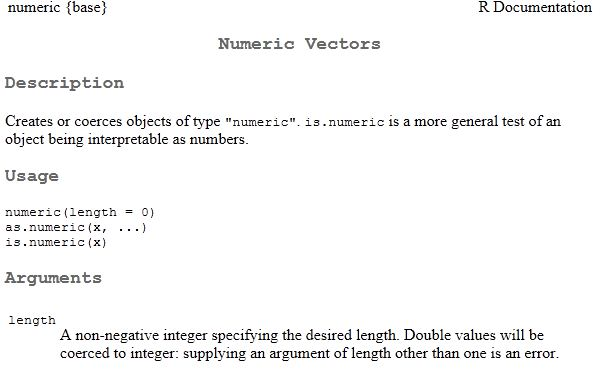 numeric {base} R Documentation
Numeric Vectors
Description
Creates or coerces objects of type "numeric". is.numeric is a more general test of an
object being interpretable as numbers.
Usage
numeric(length = 0)
as.numeric(x, ...)
is.numeric(x)
Arguments
length
A non-negative integer specifying the desired length. Double values will be
coerced to integer: supplying an argument of length other than one is an error.